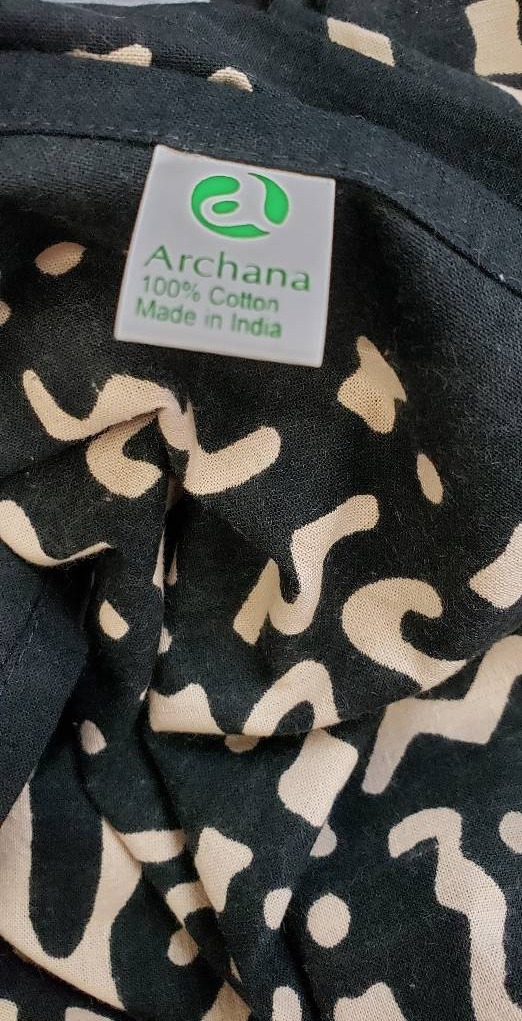 Archana
100% Cotton
Made in India